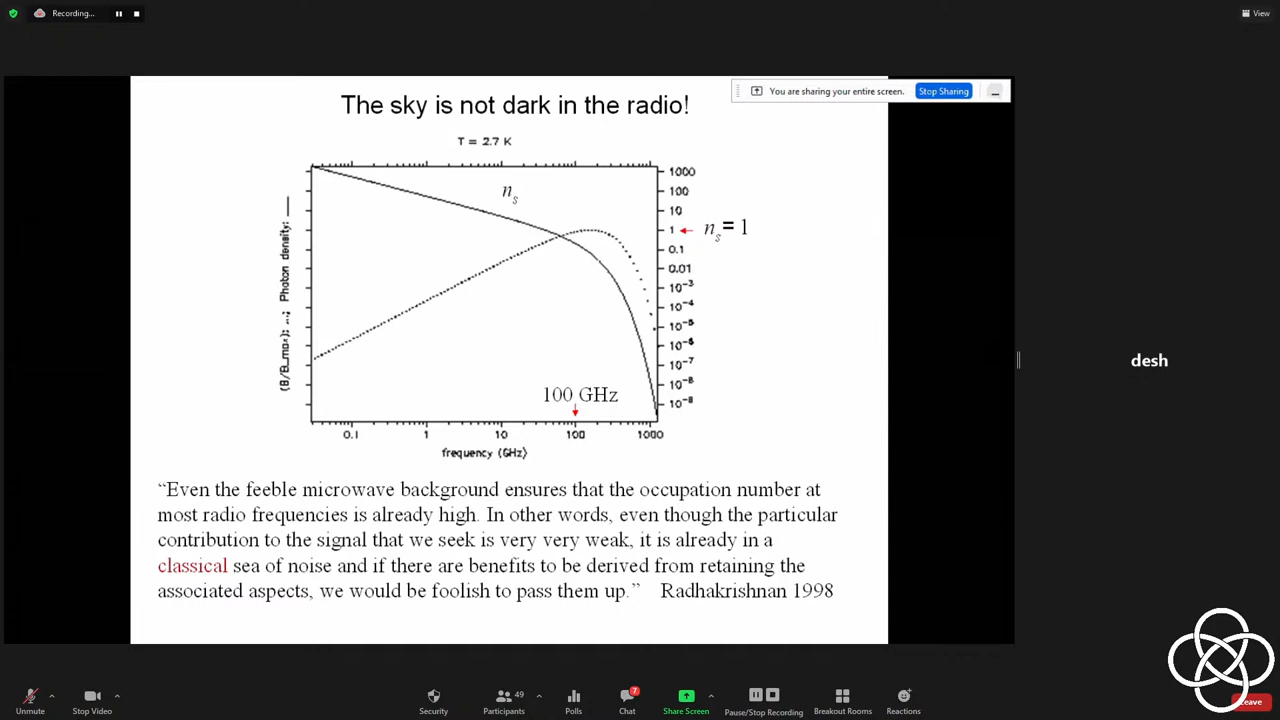 Recording...
View
You are sharing your entire screen.
Stop Sharing
The sky is not dark in the radio!
T = 2.7 K
(B/B_max): ...; Photon density: ___
n_s
1000
100
10
1
0.1
0.01
10⁻³
10⁻⁴
10⁻⁵
10⁻⁶
10⁻⁷
10⁻⁸
n_s = 1
100 GHz
0.1 1 10 100 1000
frequency (GHz)
“Even the feeble microwave background ensures that the occupation number at
most radio frequencies is already high. In other words, even though the particular
contribution to the signal that we seek is very very weak, it is already in a
classical sea of noise and if there are benefits to be derived from retaining the
associated aspects, we would be foolish to pass them up.” Radhakrishnan 1998
desh
Unmute
Stop Video
Security
49
Participants
Polls
7
Chat
Share Screen
Pause/Stop Recording
Breakout Rooms
Reactions
Leave